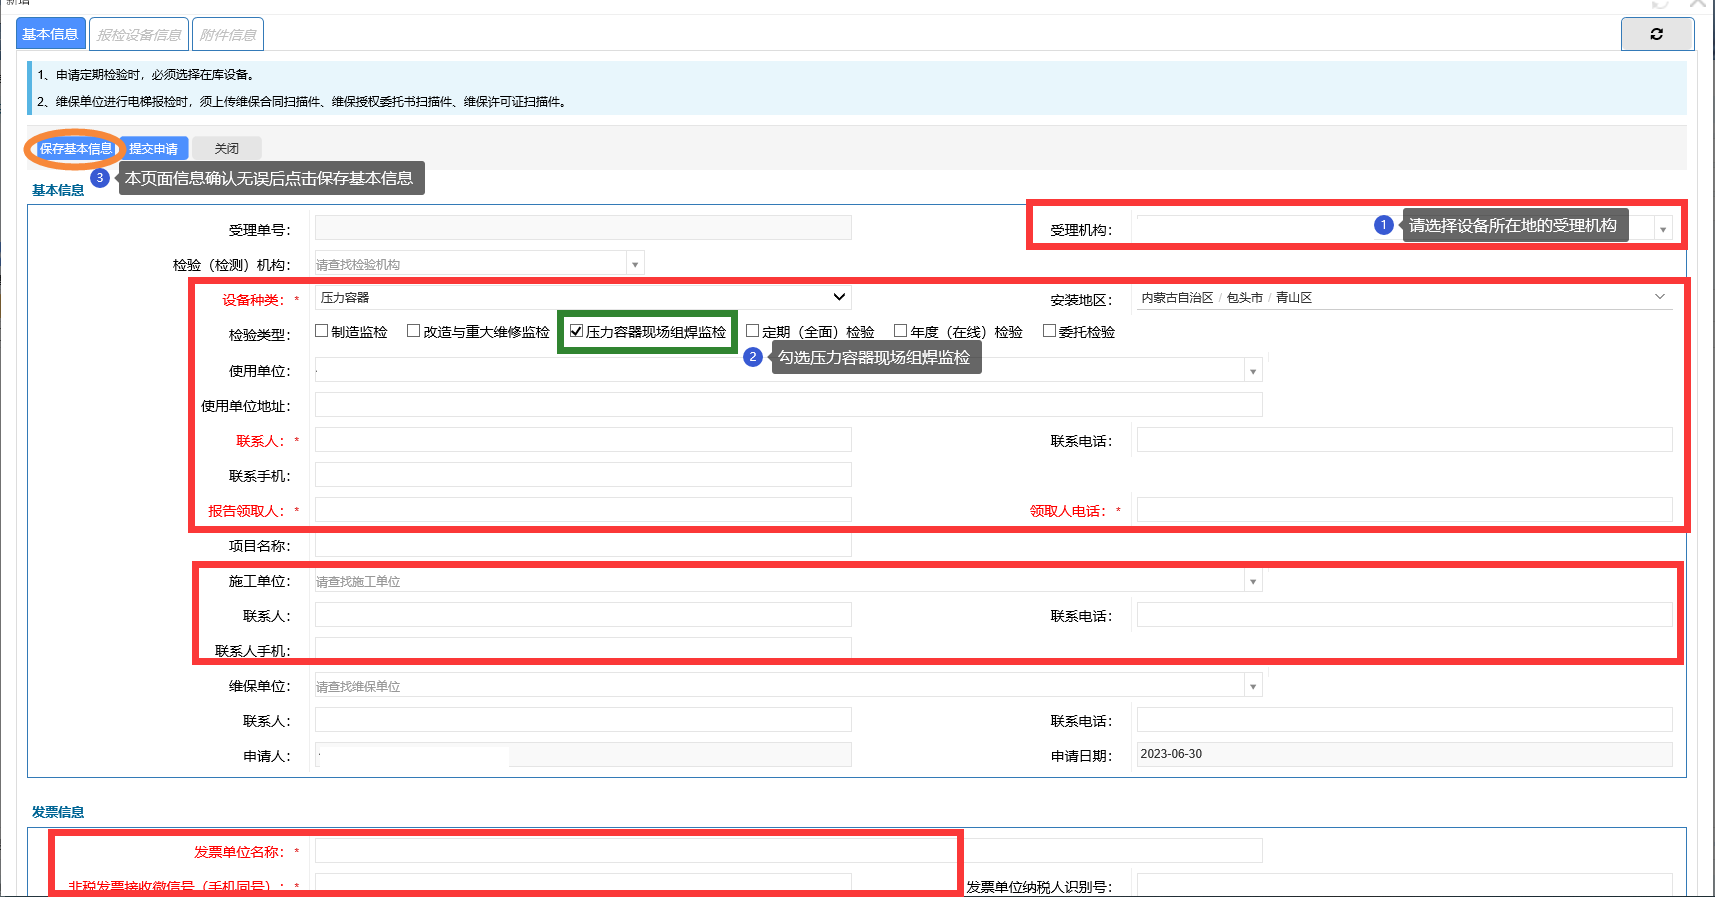 新增
基本信息 报检设备信息 附件信息
1、申请定期检验时，必须选择在库设备。
2、维保单位进行电梯报检时，须上传维保合同扫描件、维保授权委托书扫描件、维保许可证扫描件。
保存基本信息 提交申请 关闭
3 本页面信息确认无误后点击保存基本信息
基本信息
受理单号： 受理机构： 1 请选择设备所在地的受理机构
检验（检测）机构： 请查找检验机构
设备种类：* 压力容器 安装地区： 内蒙古自治区 / 包头市 / 青山区
检验类型： 制造监检 改造与重大维修监检 压力容器现场组焊监检 定期（全面）检验 年度（在线）检验 委托检验
2 勾选压力容器现场组焊监检
使用单位：
使用单位地址：
联系人：* 联系电话：
联系手机：
报告领取人：* 领取人电话：*
项目名称：
施工单位： 请查找施工单位
联系人： 联系电话：
联系人手机：
维保单位： 请查找维保单位
联系人： 联系电话：
申请人： 申请日期： 2023-06-30
发票信息
发票单位名称：*
非税发票接收微信号（手机同号）：* 发票单位纳税人识别号：